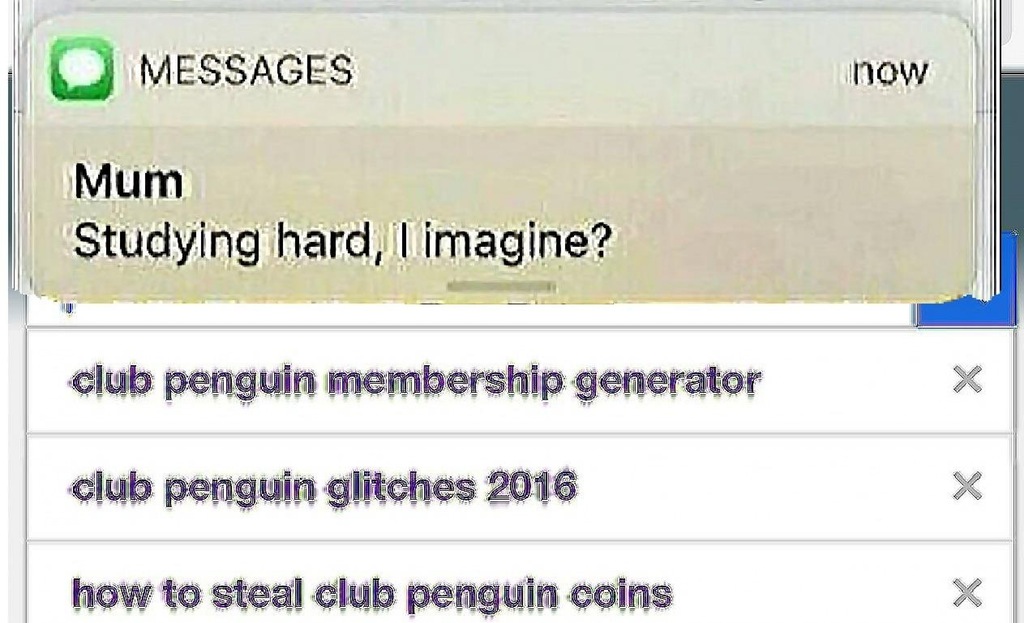 MESSAGES
now
Mum
Studying hard, I imagine?
club penguin membership generator
club penguin glitches 2016
how to steal club penguin coins